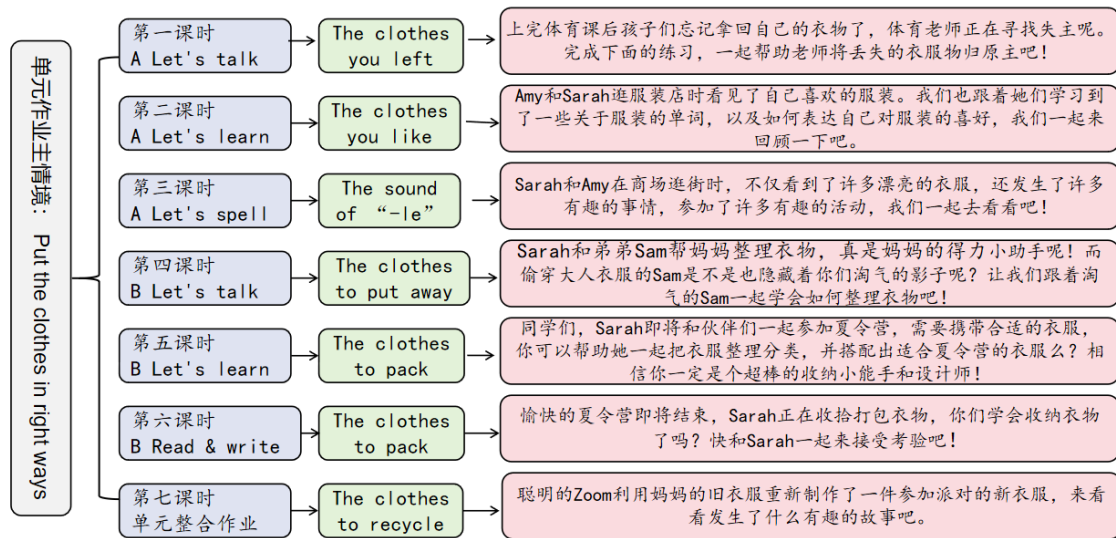 单元作业主情境： Put the clothes in right ways
第一课时
A Let's talk
The clothes
you left
上完体育课后孩子们忘记拿回自己的衣物了，体育老师正在寻找失主呢。
完成下面的练习，一起帮助老师将丢失的衣服物归原主吧！
第二课时
A Let's learn
The clothes
you like
Amy和Sarah逛服装店时看见了自己喜欢的服装。我们也跟着她们学习到
了一些关于服装的单词，以及如何表达自己对服装的喜好，我们一起来
回顾一下吧。
第三课时
A Let's spell
The sound
of “-le”
Sarah和Amy在商场逛街时，不仅看到了许多漂亮的衣服，还发生了许多
有趣的事情，参加了许多有趣的活动，我们一起去看看吧！
第四课时
B Let's talk
The clothes
to put away
Sarah和弟弟Sam帮妈妈整理衣物，真是妈妈的得力小助手呢！而
偷穿大人衣服的Sam是不是也隐藏着你们淘气的影子呢？让我们跟着淘
气的Sam一起学会如何整理衣物吧！
第五课时
B Let's learn
The clothes
to pack
同学们，Sarah即将和伙伴们一起参加夏令营，需要携带合适的衣服，
你可以帮助她一起把衣服整理分类，并搭配出适合夏令营的衣服么？相
信你一定是个超棒的收纳小能手和设计师！
第六课时
B Read & write
The clothes
to pack
愉快的夏令营即将结束，Sarah正在收拾打包衣物，你们学会收纳衣物
了吗？快和Sarah一起来接受考验吧！
第七课时
单元整合作业
The clothes
to recycle
聪明的Zoom利用妈妈的旧衣服重新制作了一件参加派对的新衣服，来看
看发生了什么有趣的故事吧。